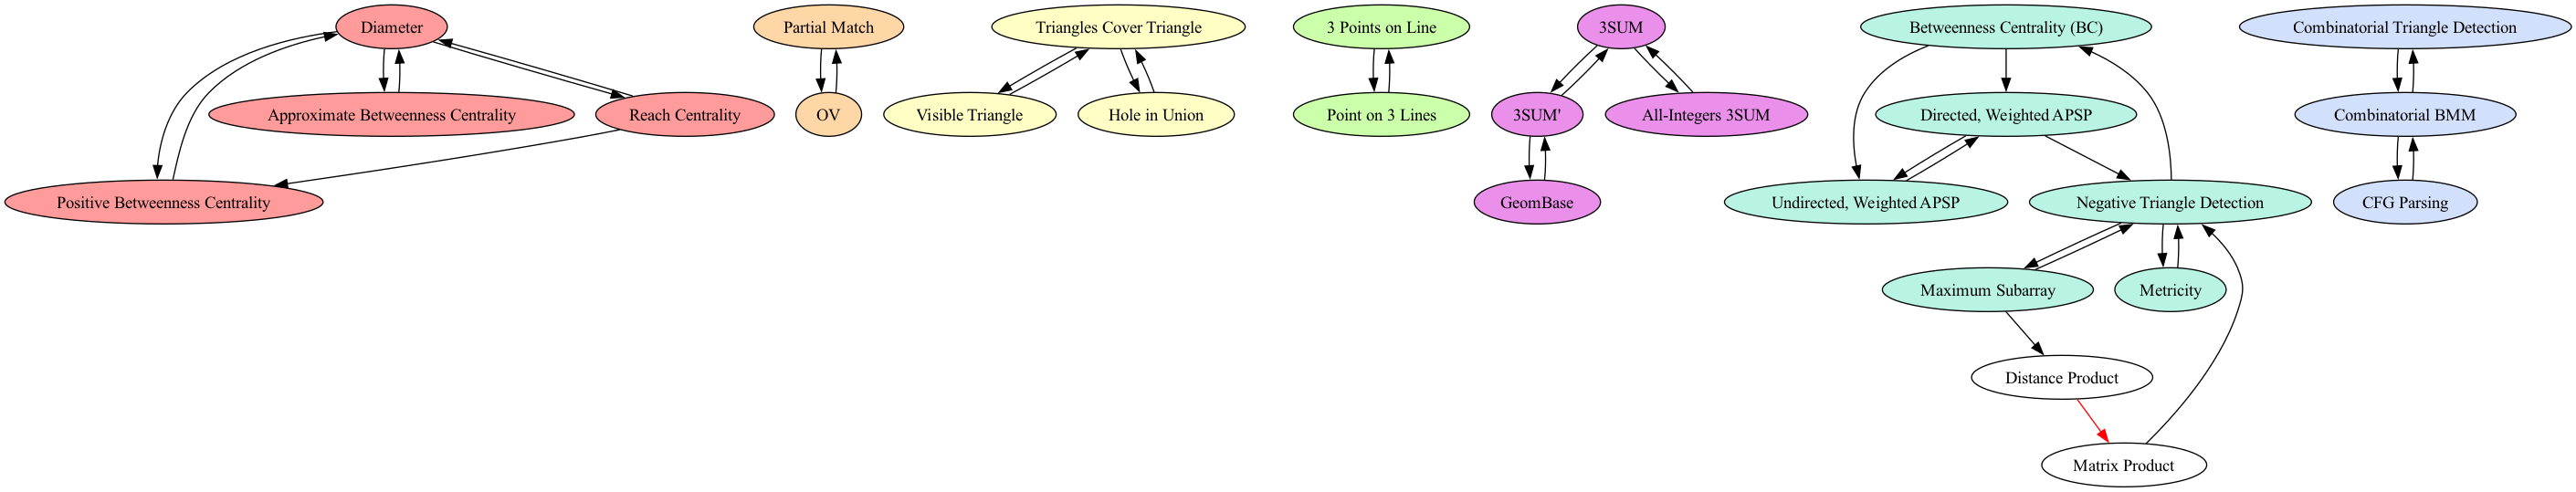 Diameter
Partial Match
Triangles Cover Triangle
3 Points on Line
3SUM
Betweenness Centrality (BC)
Combinatorial Triangle Detection
Approximate Betweenness Centrality
Reach Centrality
OV
Visible Triangle
Hole in Union
Point on 3 Lines
3SUM'
All-Integers 3SUM
Directed, Weighted APSP
Combinatorial BMM
Positive Betweenness Centrality
GeomBase
Undirected, Weighted APSP
Negative Triangle Detection
CFG Parsing
Maximum Subarray
Metricity
Distance Product
Matrix Product